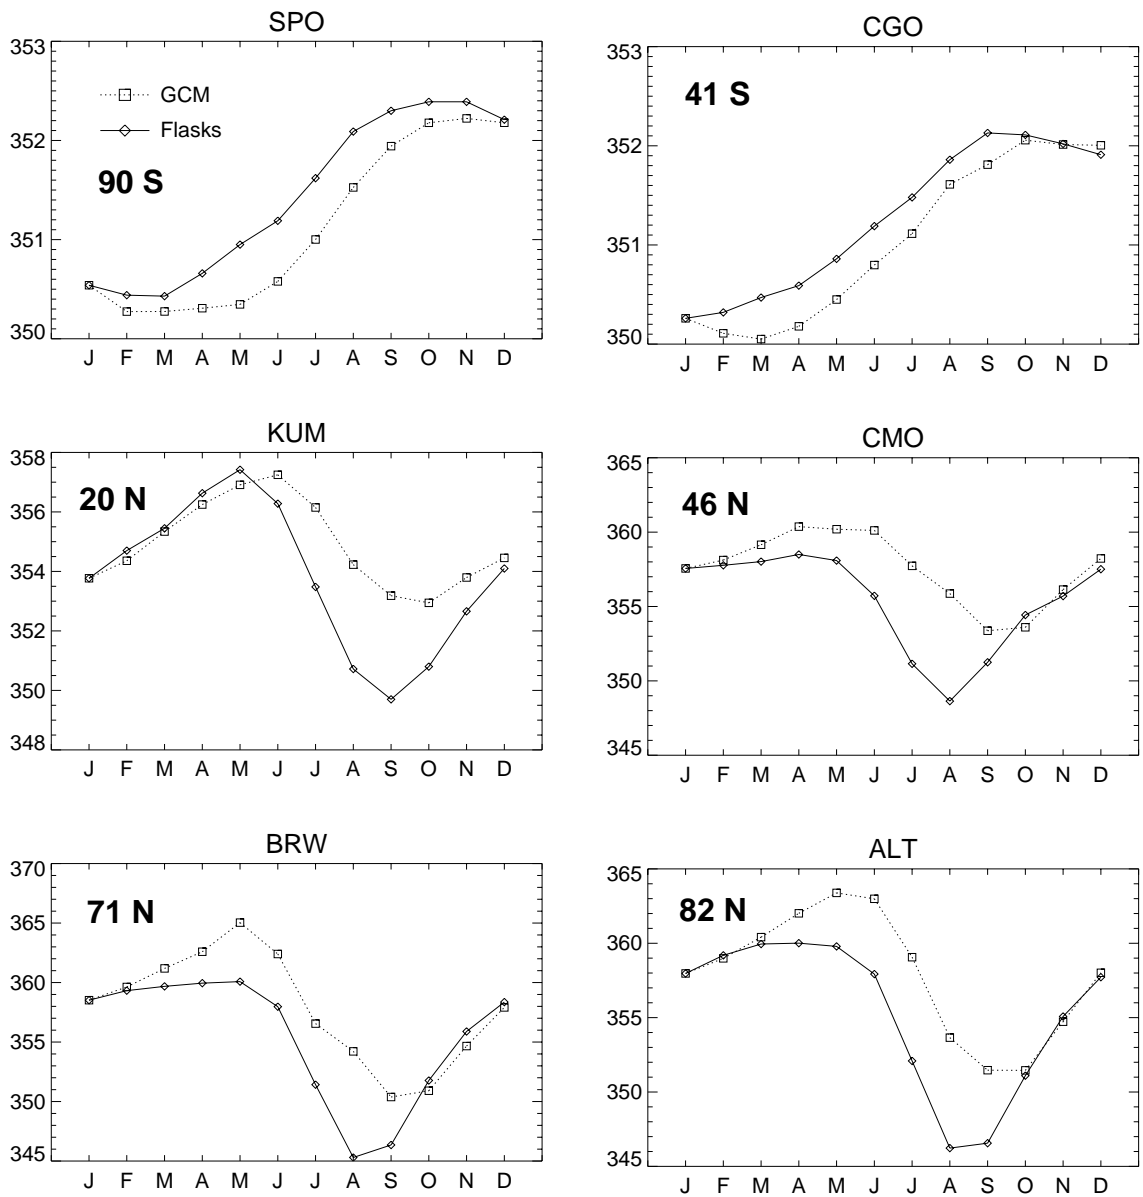 SPO
353
352
351
350
GCM
Flasks
90 S
J F M A M J J A S O N D
CGO
353
352
351
350
41 S
J F M A M J J A S O N D
KUM
358
356
354
352
350
348
20 N
J F M A M J J A S O N D
CMO
365
360
355
350
345
46 N
J F M A M J J A S O N D
BRW
370
365
360
355
350
345
71 N
J F M A M J J A S O N D
ALT
365
360
355
350
345
82 N
J F M A M J J A S O N D